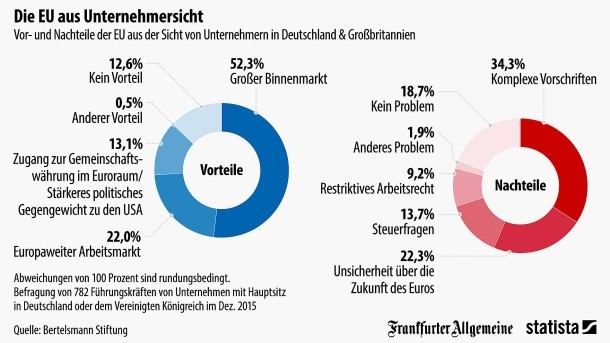 Die EU aus Unternehmersicht
Vor- und Nachteile der EU aus der Sicht von Unternehmern in Deutschland & Großbritannien
12,6%
Kein Vorteil
52,3%
Großer Binnenmarkt
0,5%
Anderer Vorteil
13,1%
Zugang zur Gemeinschafts-
währung im Euroraum/
Stärkeres politisches
Gegengewicht zu den USA
22,0%
Europaweiter Arbeitsmarkt
Vorteile
34,3%
Komplexe Vorschriften
18,7%
Kein Problem
1,9%
Anderes Problem
9,2%
Restriktives Arbeitsrecht
13,7%
Steuerfragen
22,3%
Unsicherheit über die
Zukunft des Euros
Nachteile
Abweichungen von 100 Prozent sind rundungsbedingt.
Befragung von 782 Führungskräften von Unternehmen mit Hauptsitz
in Deutschland oder dem Vereinigten Königreich im Dez. 2015
Quelle: Bertelsmann Stiftung
Frankfurter Allgemeine
statista